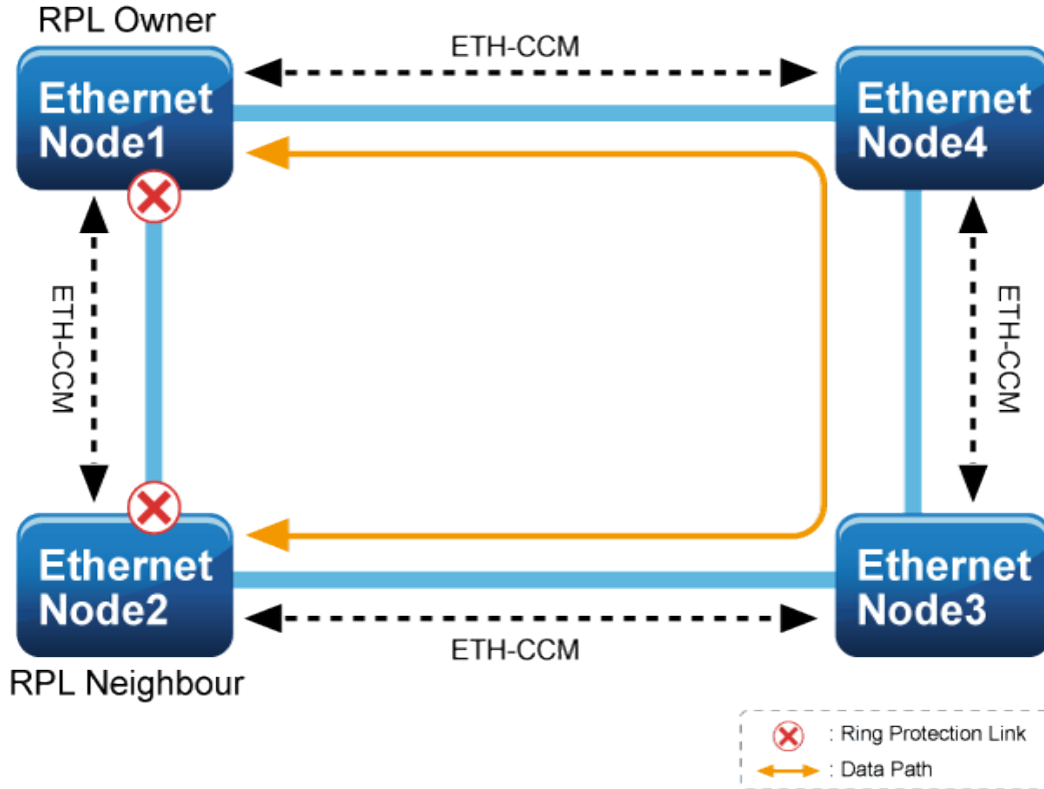 RPL Owner
ETH-CCM
Ethernet
Node1
Ethernet
Node4
ETH-CCM
ETH-CCM
Ethernet
Node2
Ethernet
Node3
ETH-CCM
RPL Neighbour
: Ring Protection Link
: Data Path